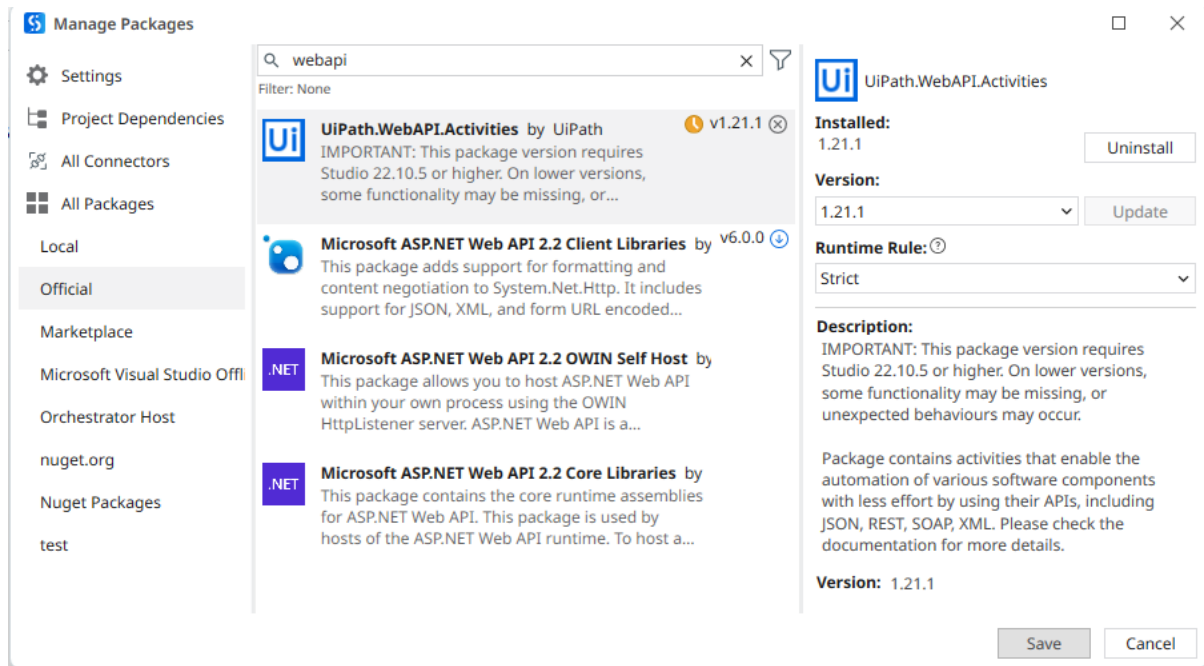 Manage Packages
Settings
Project Dependencies
All Connectors
All Packages
Local
Official
Marketplace
Microsoft Visual Studio Offli
Orchestrator Host
nuget.org
Nuget Packages
test
webapi
Filter: None
Ui
UiPath.WebAPI.Activities by UiPath
v1.21.1
IMPORTANT: This package version requires
Studio 22.10.5 or higher. On lower versions,
some functionality may be missing, or...
Microsoft ASP.NET Web API 2.2 Client Libraries by
v6.0.0
This package adds support for formatting and
content negotiation to System.Net.Http. It includes
support for JSON, XML, and form URL encoded...
.NET
Microsoft ASP.NET Web API 2.2 OWIN Self Host by
This package allows you to host ASP.NET Web API
within your own process using the OWIN
HttpListener server. ASP.NET Web API is a...
.NET
Microsoft ASP.NET Web API 2.2 Core Libraries by
This package contains the core runtime assemblies
for ASP.NET Web API. This package is used by
hosts of the ASP.NET Web API runtime. To host a...
Ui
UiPath.WebAPI.Activities
Installed:
1.21.1
Uninstall
Version:
1.21.1
Update
Runtime Rule:
Strict
Description:
IMPORTANT: This package version requires
Studio 22.10.5 or higher. On lower versions,
some functionality may be missing, or
unexpected behaviours may occur.
Package contains activities that enable the
automation of various software components
with less effort by using their APIs, including
JSON, REST, SOAP, XML. Please check the
documentation for more details.
Version: 1.21.1
Save
Cancel